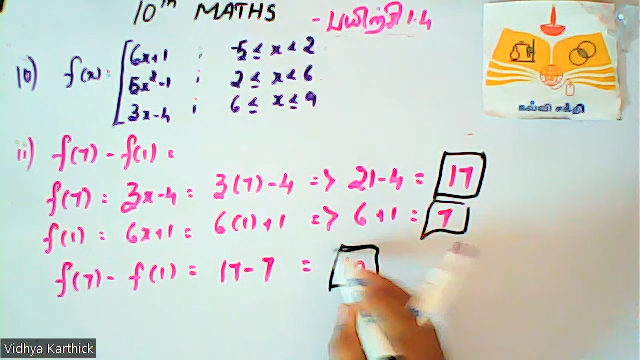 10th MATHS - பயிற்சி 1.4
10) f(x) = [ 6x+1 ; -5 ≤ x < 2
5x²-1 ; 2 ≤ x < 6
3x-4 ; 6 ≤ x ≤ 9
கல்வி சக்தி
ii) f(7) - f(1) =
f(7) = 3x-4 = 3(7)-4 => 21-4 = 17
f(1) = 6x+1 = 6(1)+1 => 6+1 = 7
f(7) - f(1) = 17-7 =
Vidhya Karthick